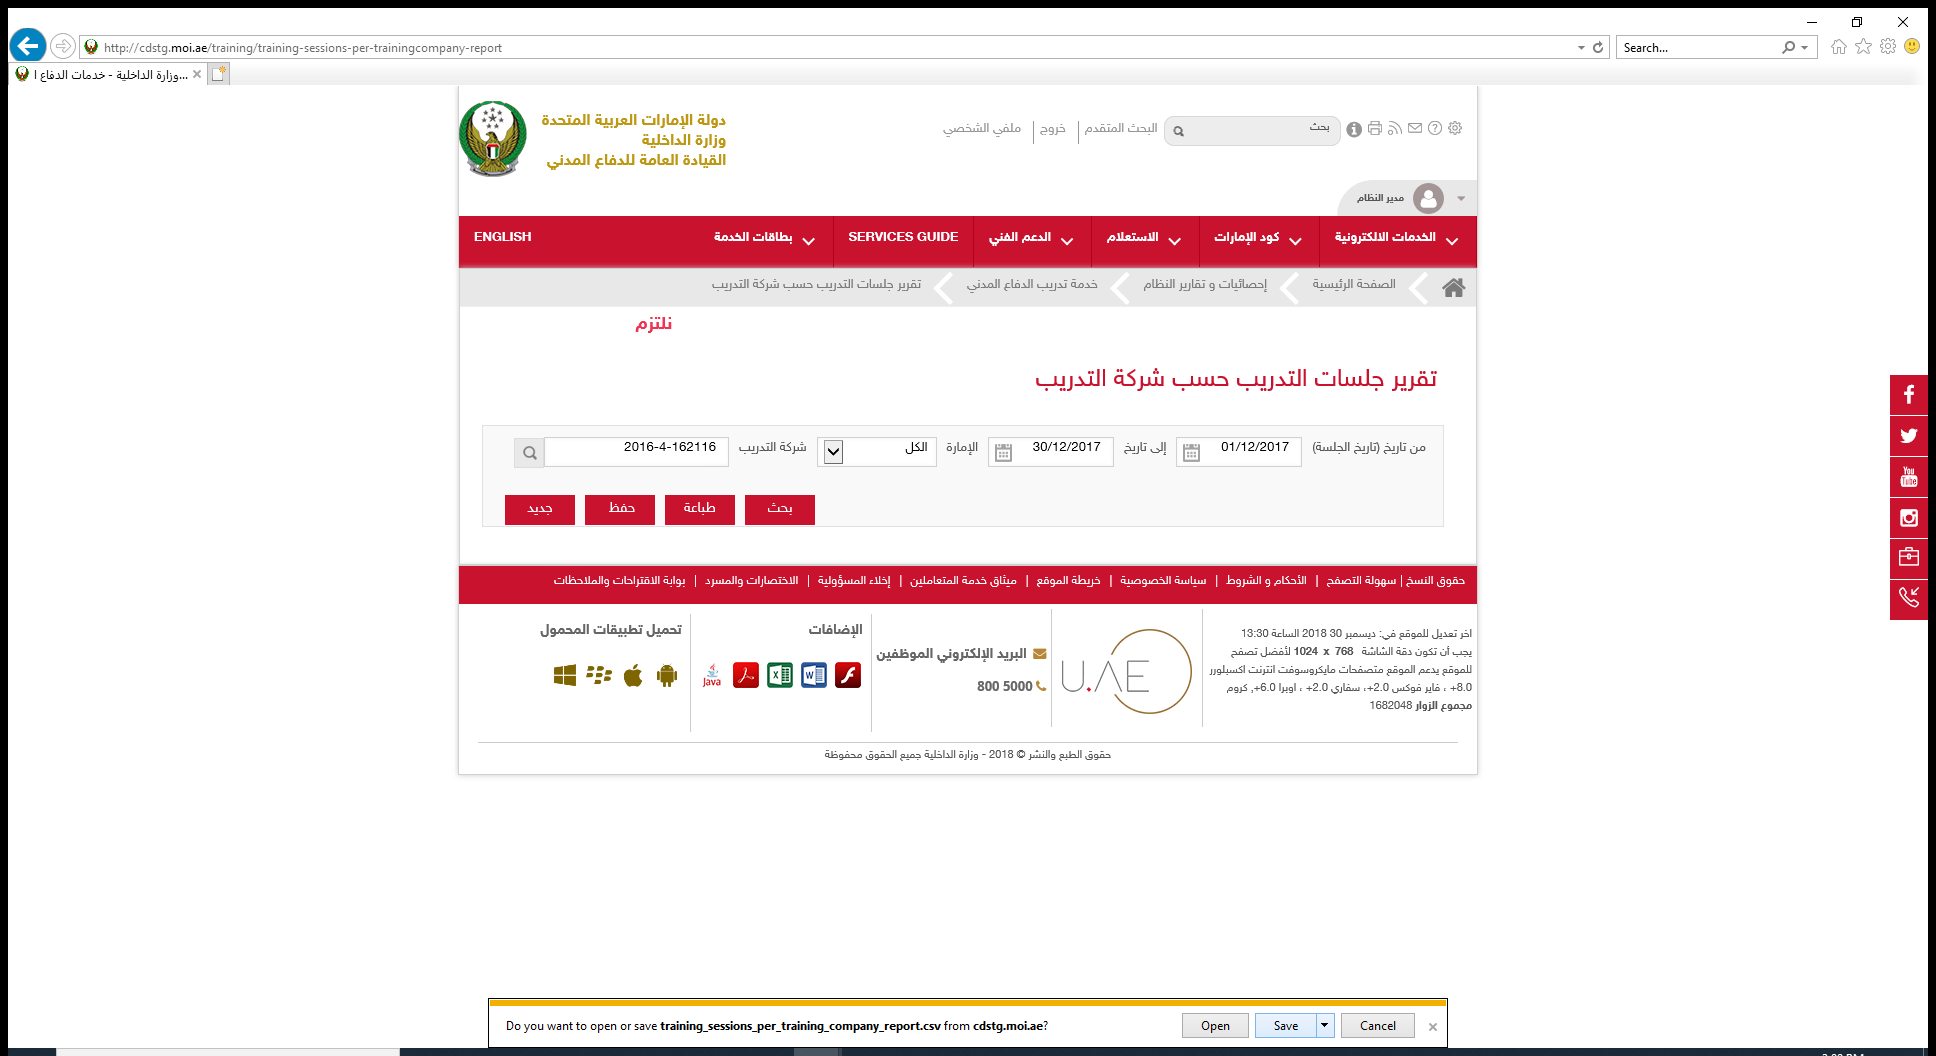 http://cdstg.moi.ae/training/training-sessions-per-trainingcompany-report
Search...
وزارة الداخلية - خدمات الدفاع ا...
دولة الإمارات العربية المتحدة
وزارة الداخلية
القيادة العامة للدفاع المدني
بحث
البحث المتقدم
خروج
ملفي الشخصي
مدير النظام
الخدمات الالكترونية
كود الإمارات
الاستعلام
الدعم الفني
SERVICES GUIDE
بطاقات الخدمة
ENGLISH
الصفحة الرئيسية
إحصائيات و تقارير النظام
خدمة تدريب الدفاع المدني
تقرير جلسات التدريب حسب شركة التدريب
نلتزم
تقرير جلسات التدريب حسب شركة التدريب
من تاريخ (تاريخ الجلسة)
01/12/2017
إلى تاريخ
30/12/2017
الإمارة
الكل
شركة التدريب
2016-4-162116
بحث
طباعة
حفظ
جديد
You Tube
حقوق النسخ | سهولة التصفح | الأحكام و الشروط | سياسة الخصوصية | خريطة الموقع | ميثاق خدمة المتعاملين | إخلاء المسؤولية | الاختصارات والمسرد | بوابة الاقتراحات والملاحظات
اخر تعديل للموقع في: ديسمبر 30 2018 الساعة 13:30
يجب أن تكون دقة الشاشة 768 x 1024 لأفضل تصفح
للموقع يدعم الموقع متصفحات مايكروسوفت انترنت اكسبلورر
8.0+ ، فاير فوكس 2.0+، سفاري 2.0+ ، اوبرا 6.0+, كروم
مجموع الزوار 1682048
U.AE
البريد الإلكتروني الموظفين
800 5000
الإضافات
Java
تحميل تطبيقات المحمول
حقوق الطبع والنشر © 2018 - وزارة الداخلية جميع الحقوق محفوظة
Do you want to open or save training_sessions_per_training_company_report.csv from cdstg.moi.ae?
Open
Save
Cancel